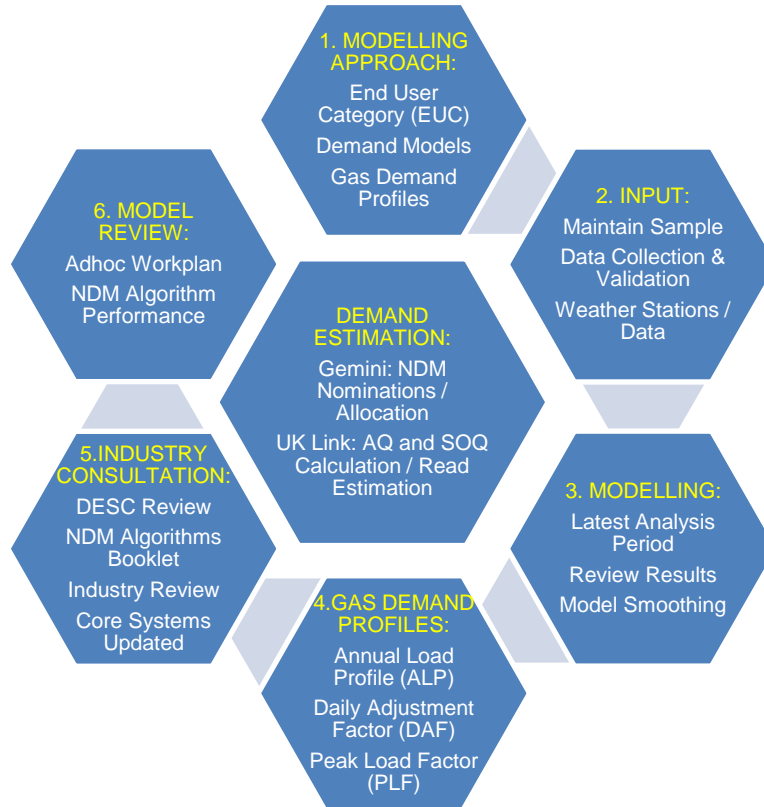 1. MODELLING
APPROACH:
End User
Category (EUC)
Demand Models
Gas Demand
Profiles
2. INPUT:
Maintain Sample
Data Collection &
Validation
Weather Stations /
Data
3. MODELLING:
Latest Analysis
Period
Review Results
Model Smoothing
4.GAS DEMAND
PROFILES:
Annual Load
Profile (ALP)
Daily Adjustment
Factor (DAF)
Peak Load Factor
(PLF)
5.INDUSTRY
CONSULTATION:
DESC Review
NDM Algorithms
Booklet
Industry Review
Core Systems
Updated
6. MODEL
REVIEW:
Adhoc Workplan
NDM Algorithm
Performance
DEMAND
ESTIMATION:
Gemini: NDM
Nominations /
Allocation
UK Link: AQ and SOQ
Calculation / Read
Estimation